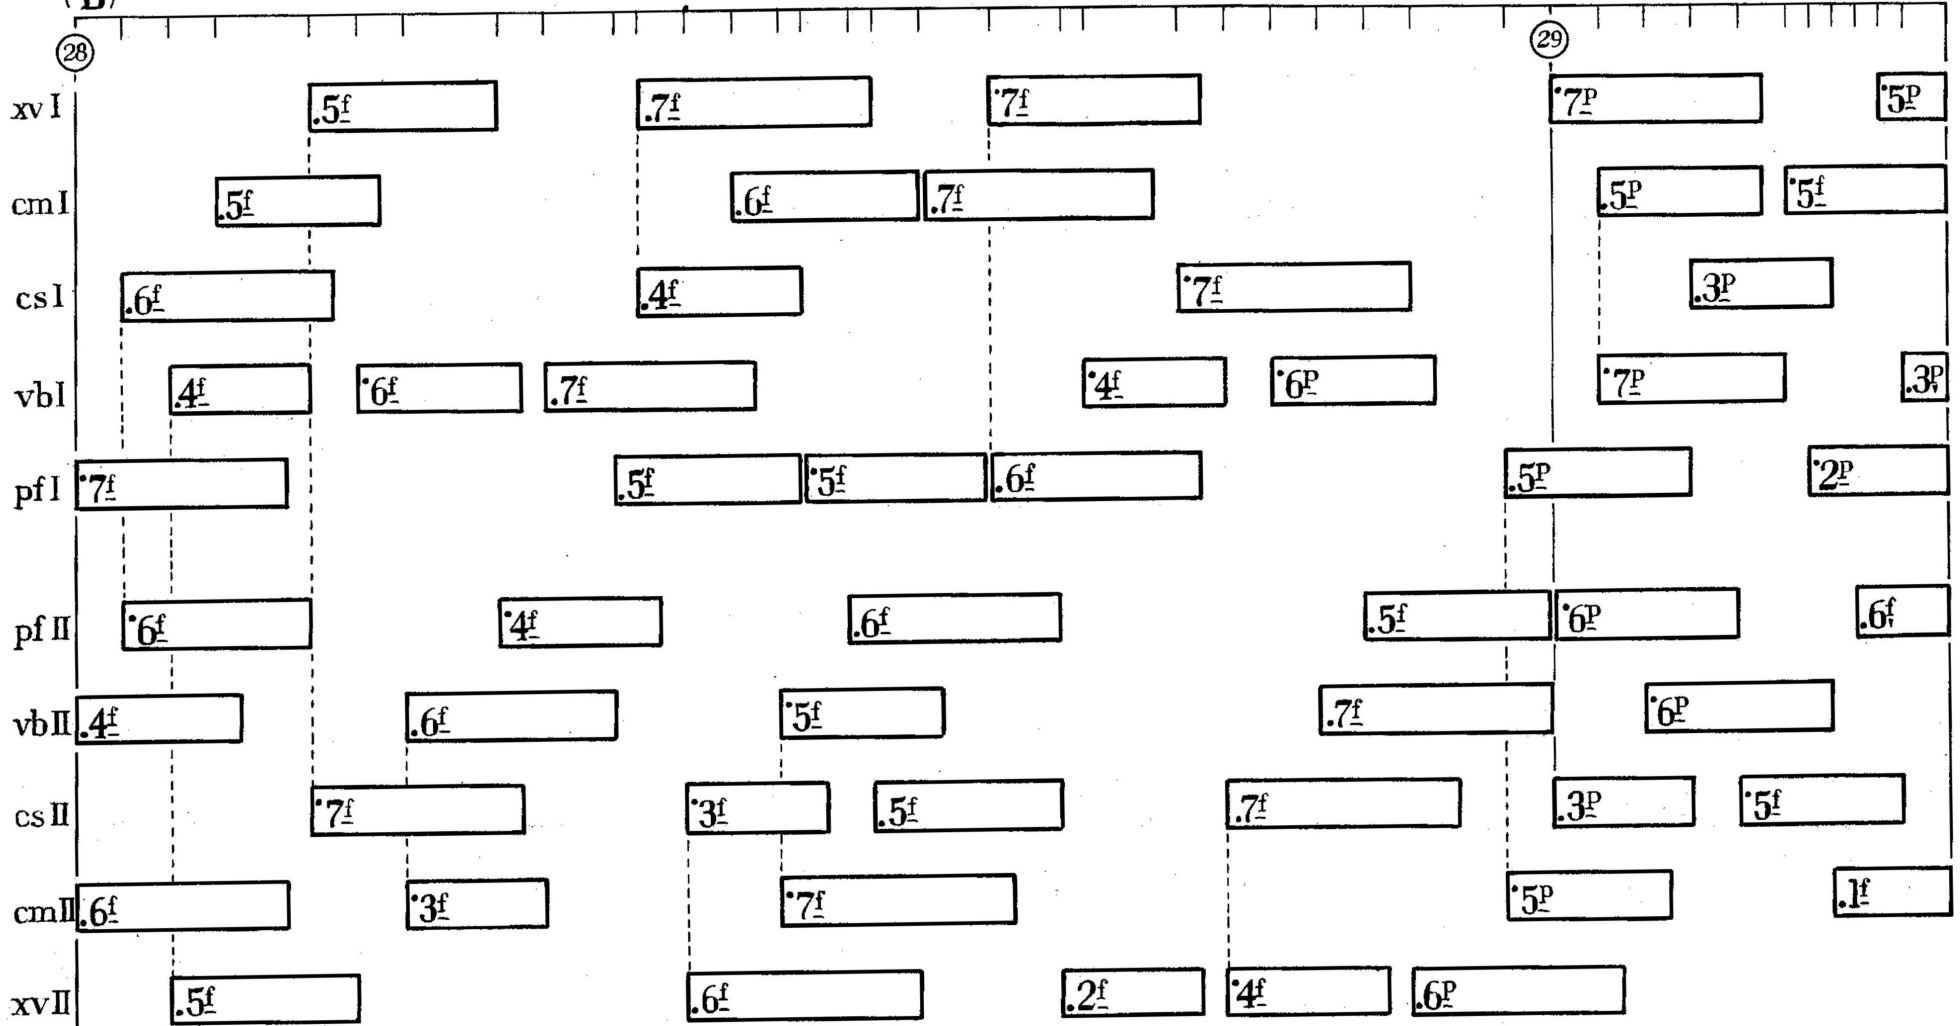 (B)
28 29
xv I .5f .7f ·7f ·7p ·5p
cm I .5f .6f .7f .5p ·5f
cs I .6f .4f ·7f .3p
vb I .4f ·6f .7f ·4f ·6p ·7p .3p
pf I ·7f .5f ·5f .6f .5p ·2p
pf II ·6f ·4f .6f .5f ·6p .6f
vb II .4f .6f ·5f .7f ·6p
cs II ·7f ·3f .5f .7f .3p ·5f
cm II .6f ·3f ·7f ·5p .1f
xv II .5f .6f .2f ·4f .6p